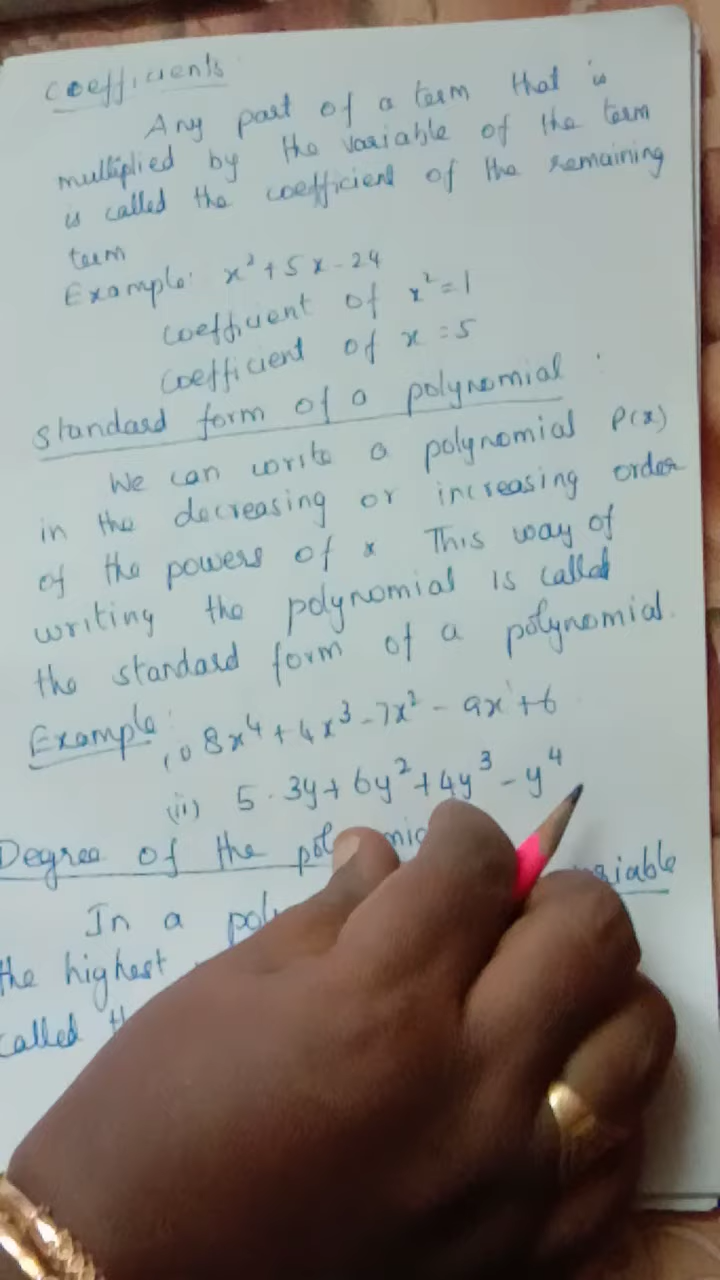 Coefficients
Any part of a term that is
multiplied by the variable of the term
is called the coefficient of the remaining
term
Example: x² + 5x - 24
Coefficient of x² = 1
Coefficient of x = 5
Standard form of a polynomial :
We can write a polynomial P(x)
in the decreasing or increasing order
of the powers of x This way of
writing the polynomial is called
the standard form of a polynomial.
Example: (i) 8x⁴ + 4x³ - 7x² - 9x + 6
(ii) 5 - 3y + 6y² + 4y³ - y⁴
Degree of the
In a
the highest
called